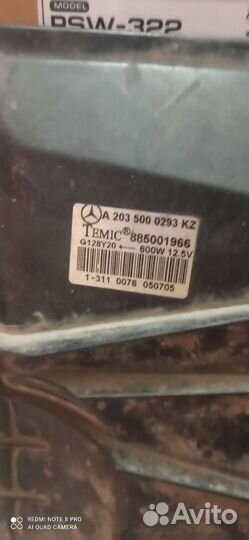 MODEL
PSW-322
A 203 500 0293 KZ
TEMIC® 885001966
G128Y20 ← 600W 12.5V
1-311 0076 050705
REDMI NOTE 8 PRO
AI QUAD CAMERA
Avito